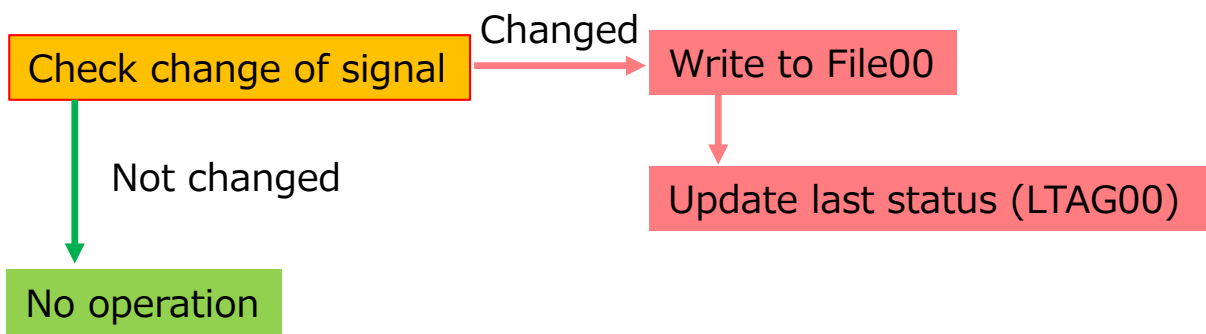 Changed
Check change of signal
Write to File00
Not changed
Update last status (LTAG00)
No operation